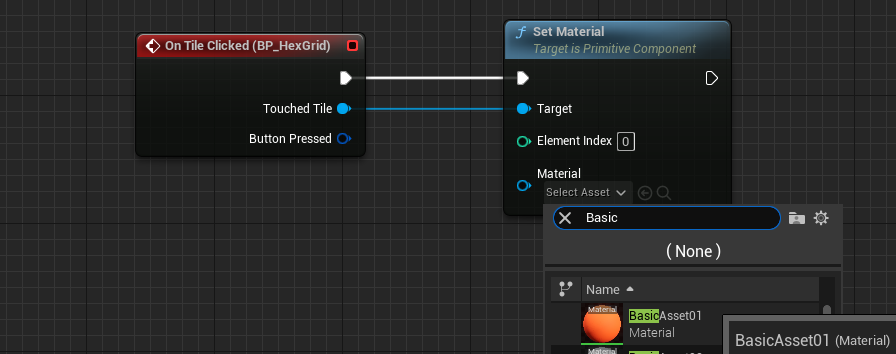 On Tile Clicked (BP_HexGrid)
Touched Tile
Button Pressed
f Set Material
Target is Primitive Component
Target
Element Index 0
Material
Select Asset
Basic
( None )
Name
Material
BasicAsset01
Material
BasicAsset01 (Material)
Material